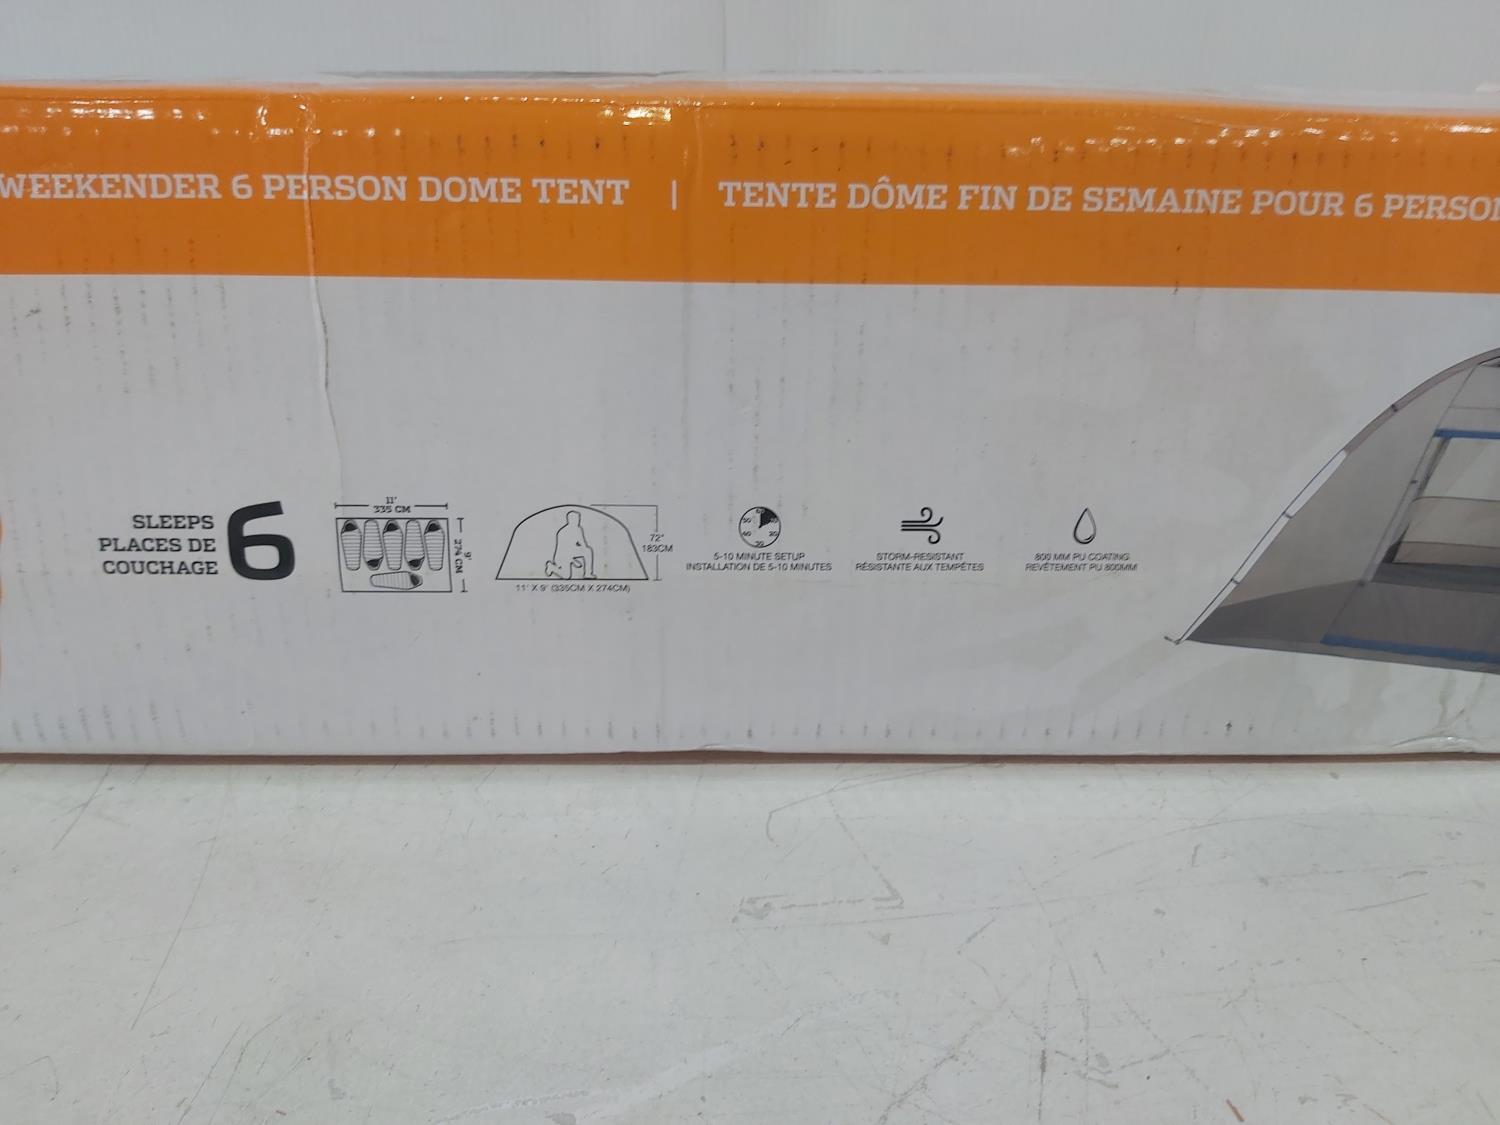 WEEKENDER 6 PERSON DOME TENT | TENTE DÔME FIN DE SEMAINE POUR 6 PERSON
SLEEPS
PLACES DE
COUCHAGE
6
11'
335 CM
9'
274 CM
72"
183CM
11' X 9' (335CM X 274CM)
5-10 MINUTE SETUP
INSTALLATION DE 5-10 MINUTES
STORM-RESISTANT
RÉSISTANTE AUX TEMPÊTES
800 MM PU COATING
REVÊTEMENT PU 800MM